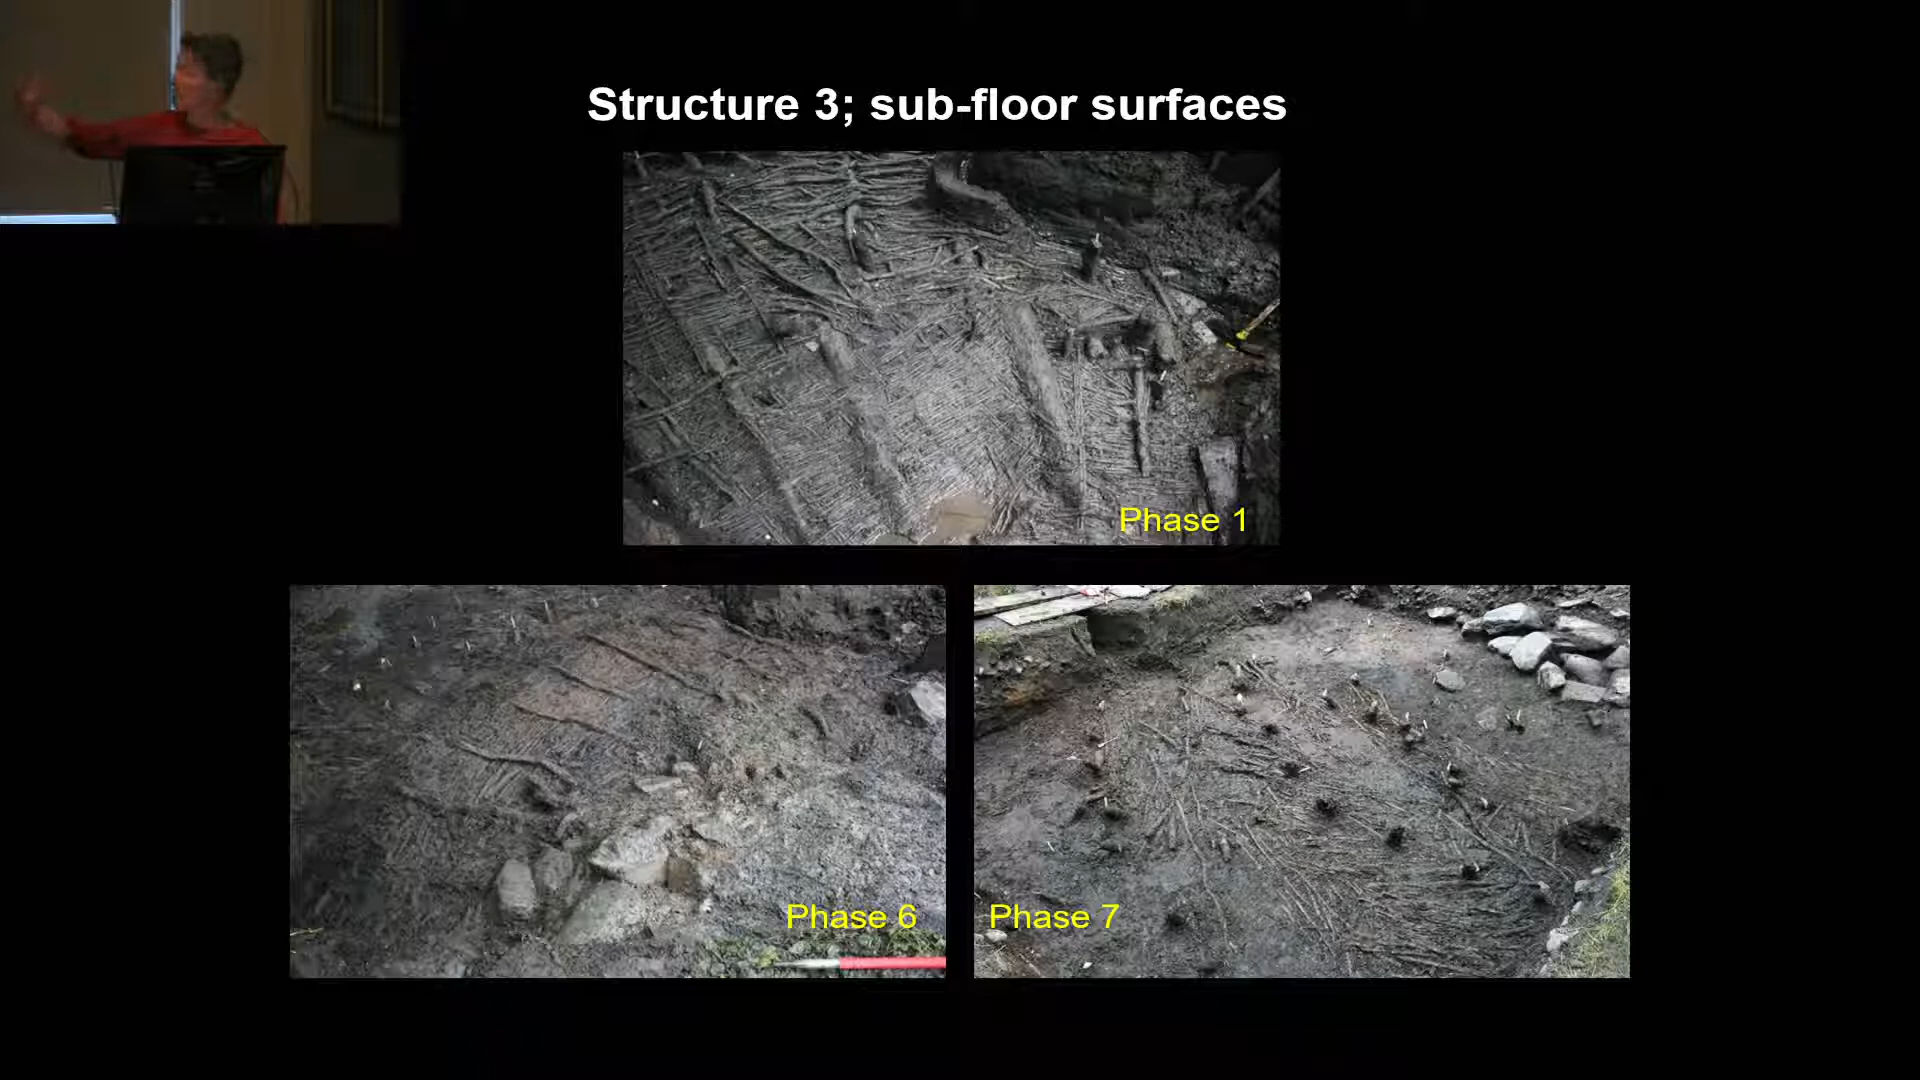 Structure 3; sub-floor surfaces
Phase 1
Phase 6
Phase 7